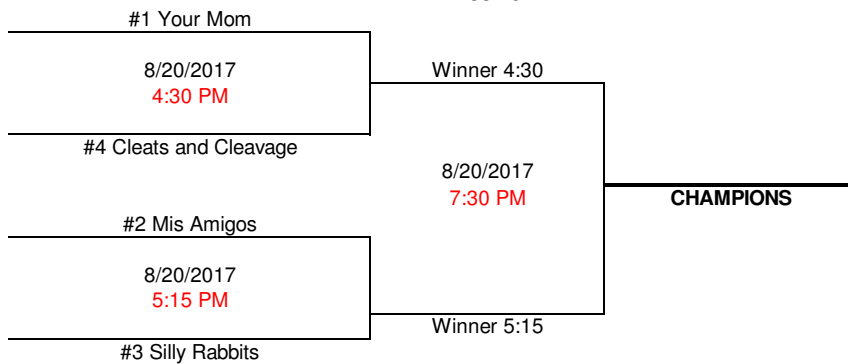 #1 Your Mom
8/20/2017
4:30 PM
Winner 4:30
#4 Cleats and Cleavage
8/20/2017
7:30 PM
CHAMPIONS
#2 Mis Amigos
8/20/2017
5:15 PM
Winner 5:15
#3 Silly Rabbits